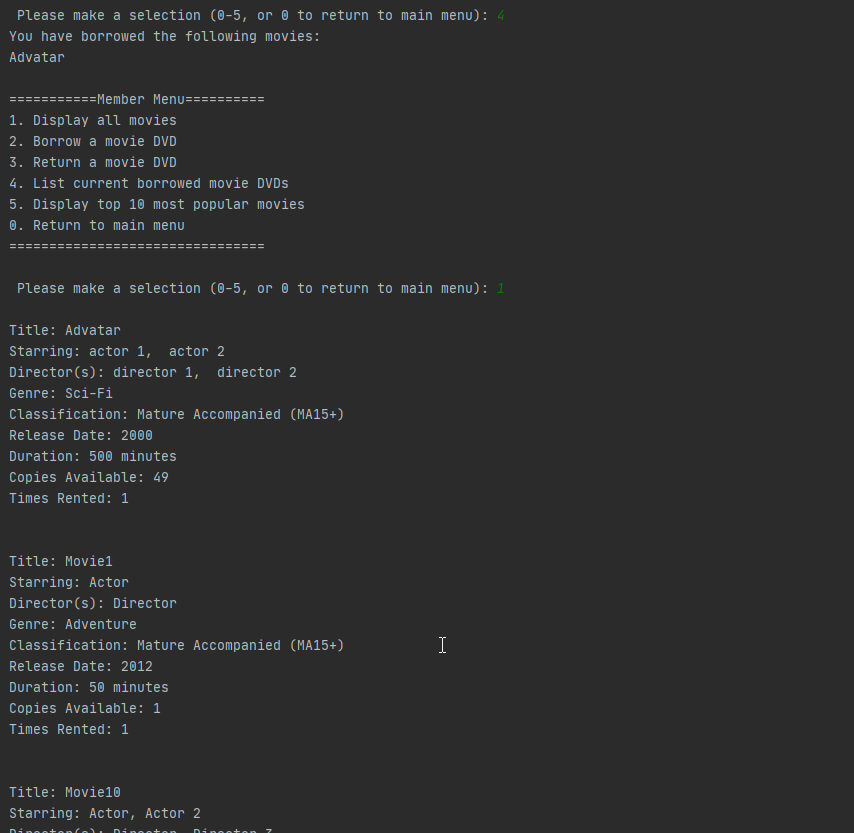 Please make a selection (0-5, or 0 to return to main menu): 4
You have borrowed the following movies:
Advatar
===========Member Menu==========
1. Display all movies
2. Borrow a movie DVD
3. Return a movie DVD
4. List current borrowed movie DVDs
5. Display top 10 most popular movies
0. Return to main menu
================================
Please make a selection (0-5, or 0 to return to main menu): 1
Title: Advatar
Starring: actor 1,  actor 2
Director(s): director 1,  director 2
Genre: Sci-Fi
Classification: Mature Accompanied (MA15+)
Release Date: 2000
Duration: 500 minutes
Copies Available: 49
Times Rented: 1
Title: Movie1
Starring: Actor
Director(s): Director
Genre: Adventure
Classification: Mature Accompanied (MA15+)
Release Date: 2012
Duration: 50 minutes
Copies Available: 1
Times Rented: 1
Title: Movie10
Starring: Actor, Actor 2
Director(s): Director, Director 3